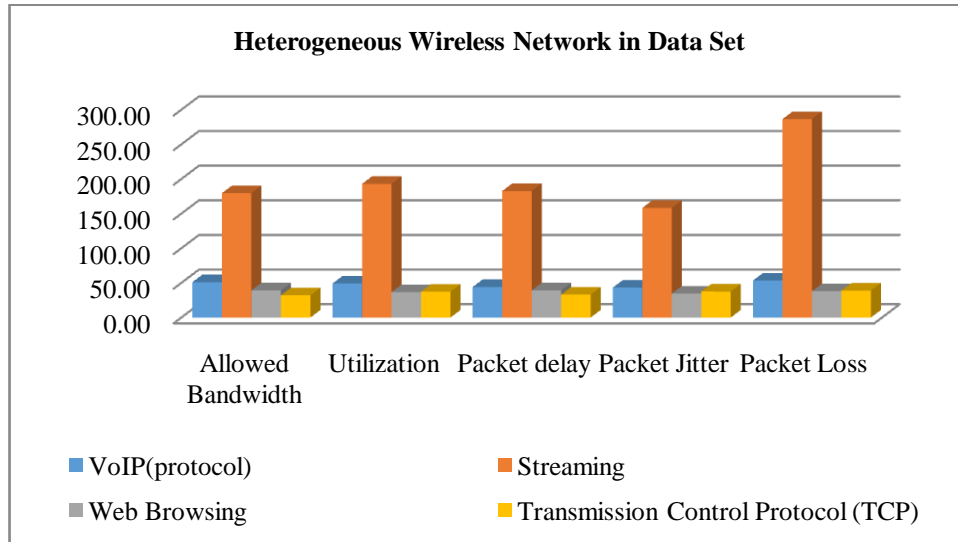 Heterogeneous Wireless Network in Data Set
300.00
250.00
200.00
150.00
100.00
50.00
0.00
Allowed
Bandwidth
Utilization
Packet delay
Packet Jitter
Packet Loss
VoIP(protocol)
Streaming
Web Browsing
Transmission Control Protocol (TCP)